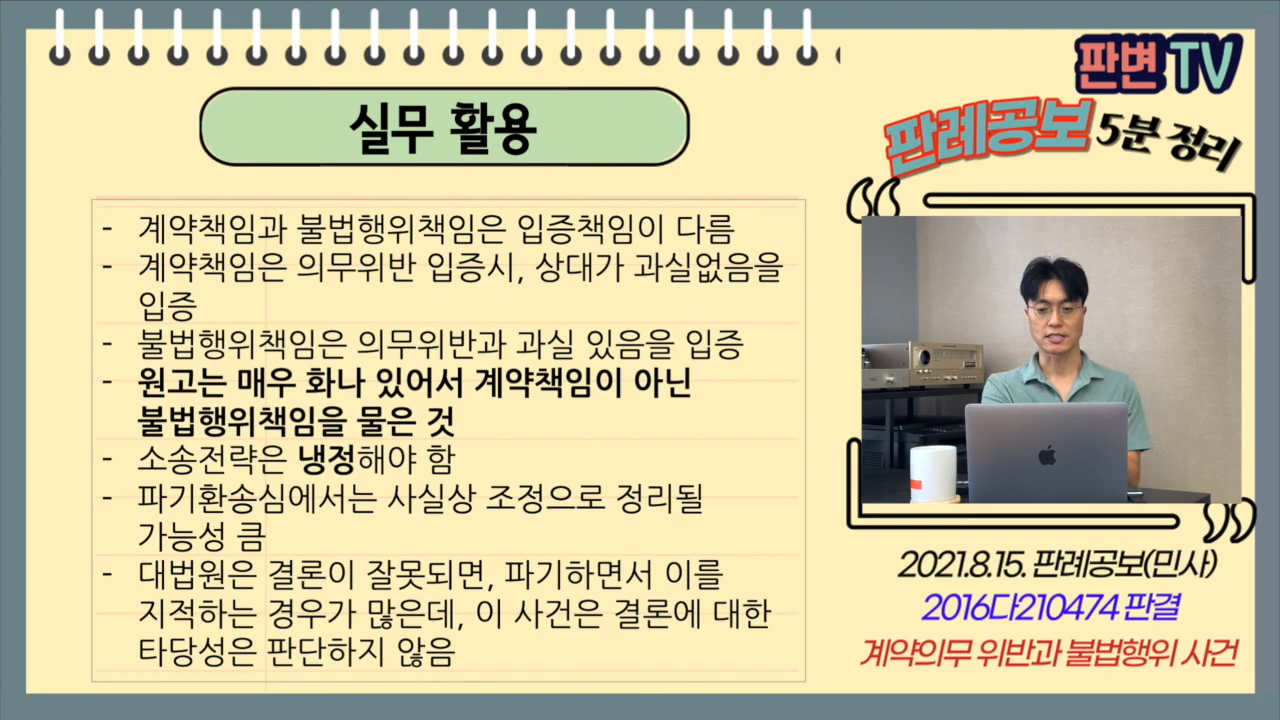 실무 활용
- 계약책임과 불법행위책임은 입증책임이 다름
- 계약책임은 의무위반 입증시, 상대가 과실없음을
입증
- 불법행위책임은 의무위반과 과실 있음을 입증
- 원고는 매우 화나 있어서 계약책임이 아닌
불법행위책임을 물은 것
- 소송전략은 냉정해야 함
- 파기환송심에서는 사실상 조정으로 정리될
가능성 큼
- 대법원은 결론이 잘못되면, 파기하면서 이를
지적하는 경우가 많은데, 이 사건은 결론에 대한
타당성은 판단하지 않음
판변 TV
판례공보 5분 정리
2021.8.15. 판례공보(민사)
2016다210474 판결
계약의무 위반과 불법행위 사건